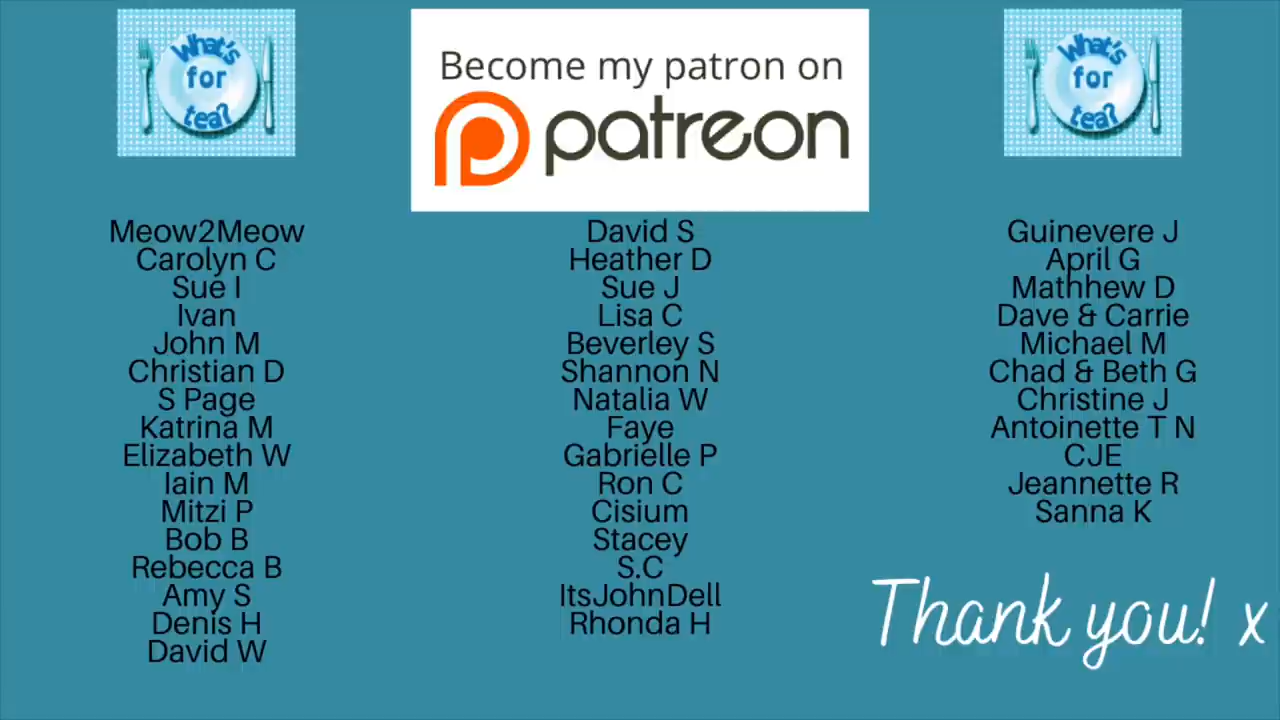 What's
for
tea?
Become my patron on
patreon
What's
for
tea?
Meow2Meow
Carolyn C
Sue I
Ivan
John M
Christian D
S Page
Katrina M
Elizabeth W
Iain M
Mitzi P
Bob B
Rebecca B
Amy S
Denis H
David W
David S
Heather D
Sue J
Lisa C
Beverley S
Shannon N
Natalia W
Faye
Gabrielle P
Ron C
Cisium
Stacey
S.C
ItsJohnDell
Rhonda H
Guinevere J
April G
Mathhew D
Dave & Carrie
Michael M
Chad & Beth G
Christine J
Antoinette T N
CJE
Jeannette R
Sanna K
Thank you! x